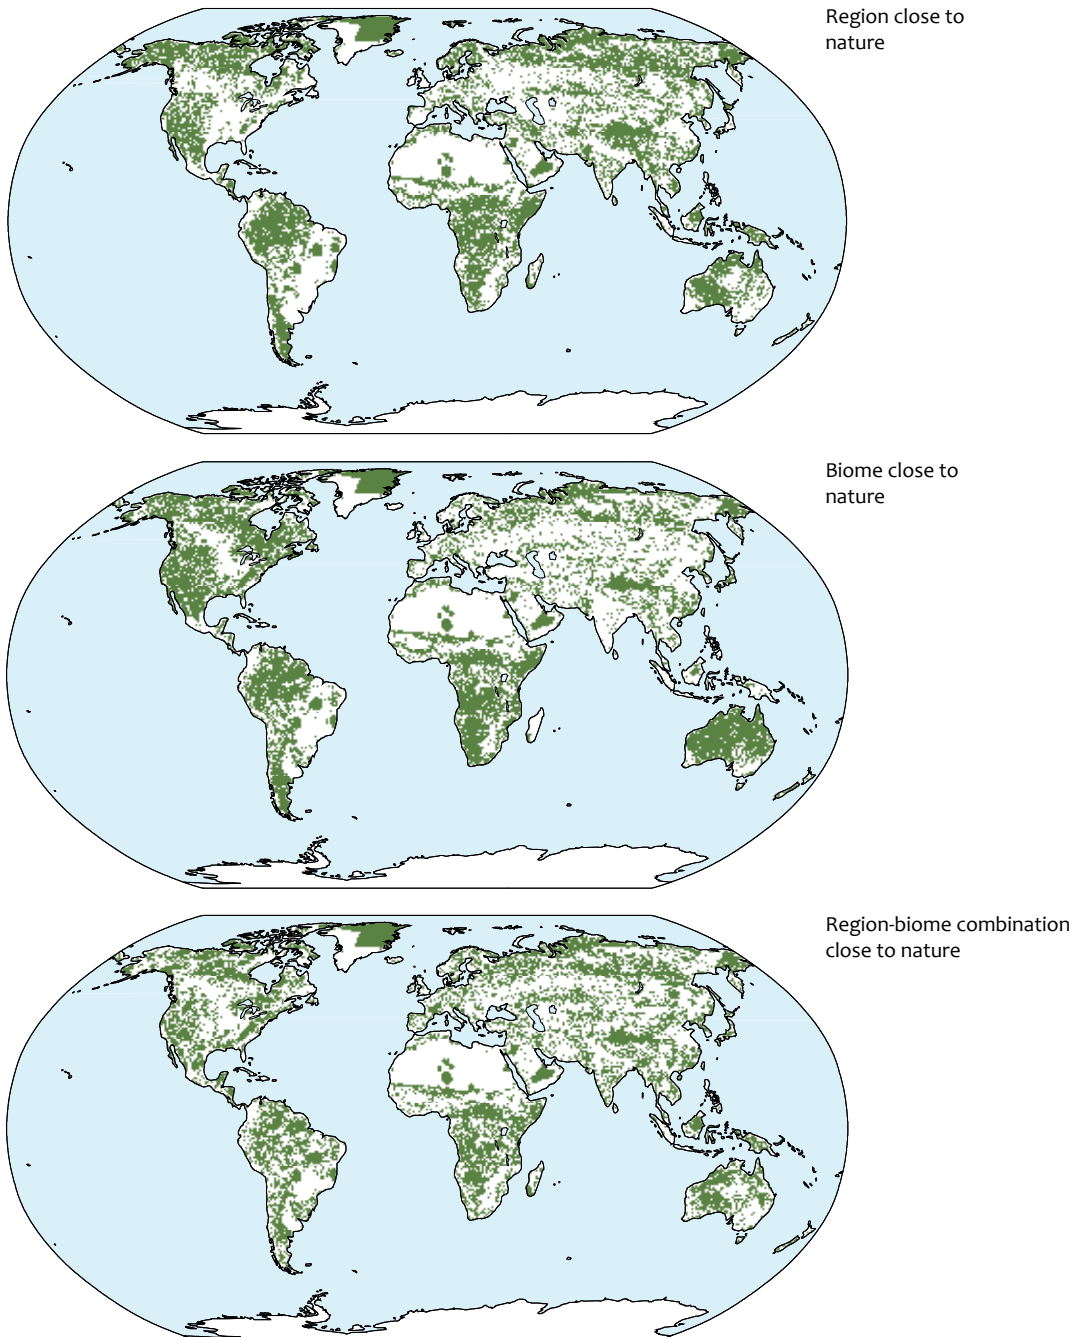 Region close to
nature
Biome close to
nature
Region-biome combination
close to nature